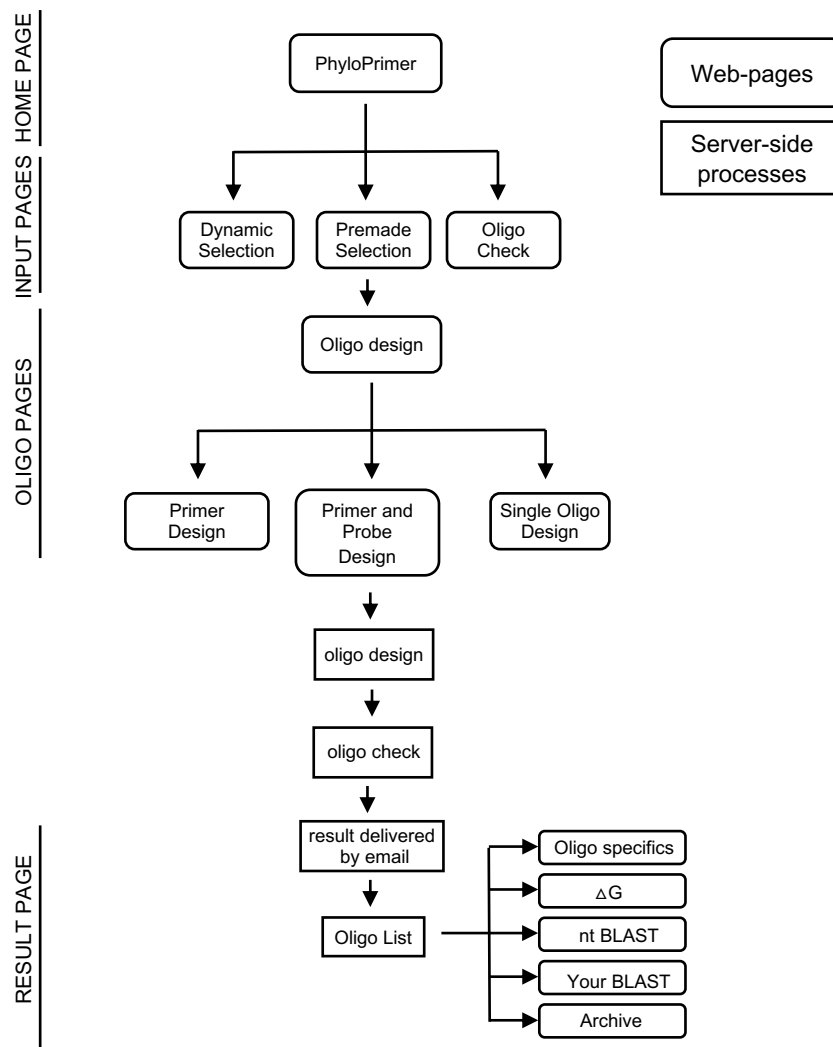 HOME PAGE
PhyloPrimer
Web-pages
Server-side
processes
INPUT PAGES
Dynamic
Selection
Premade
Selection
Oligo
Check
OLIGO PAGES
Oligo design
Primer
Design
Primer and
Probe
Design
Single Oligo
Design
oligo design
oligo check
RESULT PAGE
result delivered
by email
Oligo List
Oligo specifics
△G
nt BLAST
Your BLAST
Archive